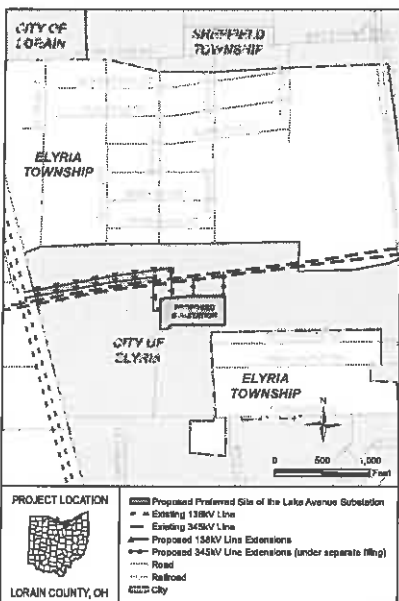 CITY OF
LORAIN
SHEFFIELD
TOWNSHIP
ELYRIA
TOWNSHIP
PROPOSED
SUBSTATION
CITY OF
ELYRIA
ELYRIA
TOWNSHIP
N
0 500 1,000
Feet
PROJECT LOCATION
LORAIN COUNTY, OH
Proposed Preferred Site of the Lake Avenue Substation
Existing 138kV Line
Existing 345kV Line
Proposed 138kV Line Extensions
Proposed 345kV Line Extensions (under separate filing)
Road
Railroad
City